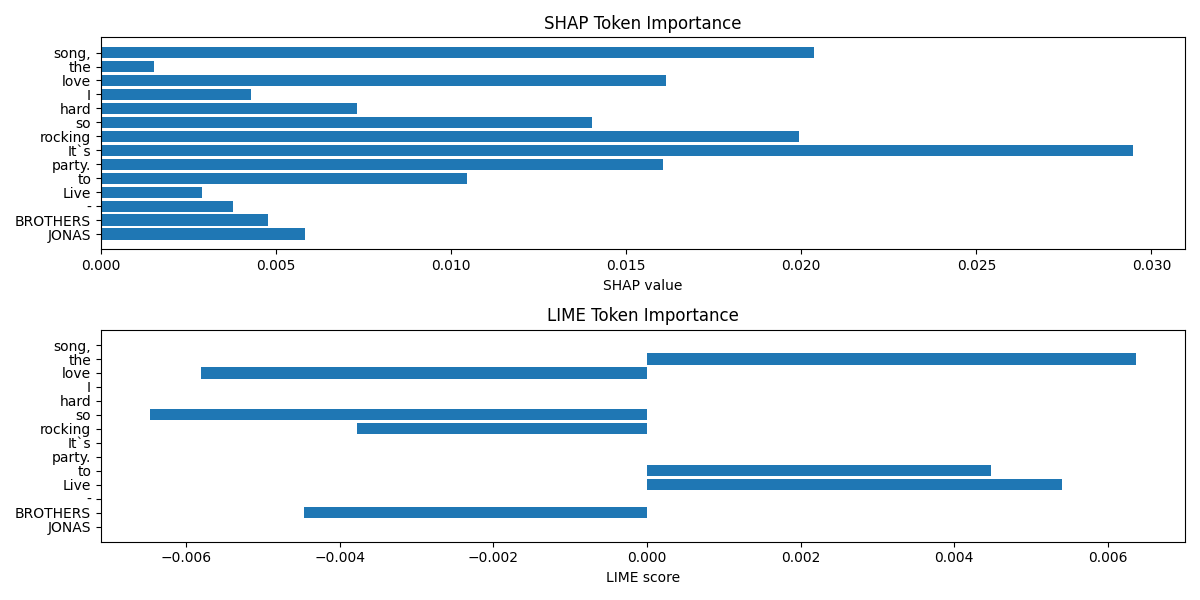 SHAP Token Importance
song,
the
love
I
hard
so
rocking
It`s
party.
to
Live
-
BROTHERS
JONAS
0.000 0.005 0.010 0.015 0.020 0.025 0.030
SHAP value
LIME Token Importance
song,
the
love
I
hard
so
rocking
It`s
party.
to
Live
-
BROTHERS
JONAS
−0.006 −0.004 −0.002 0.000 0.002 0.004 0.006
LIME score